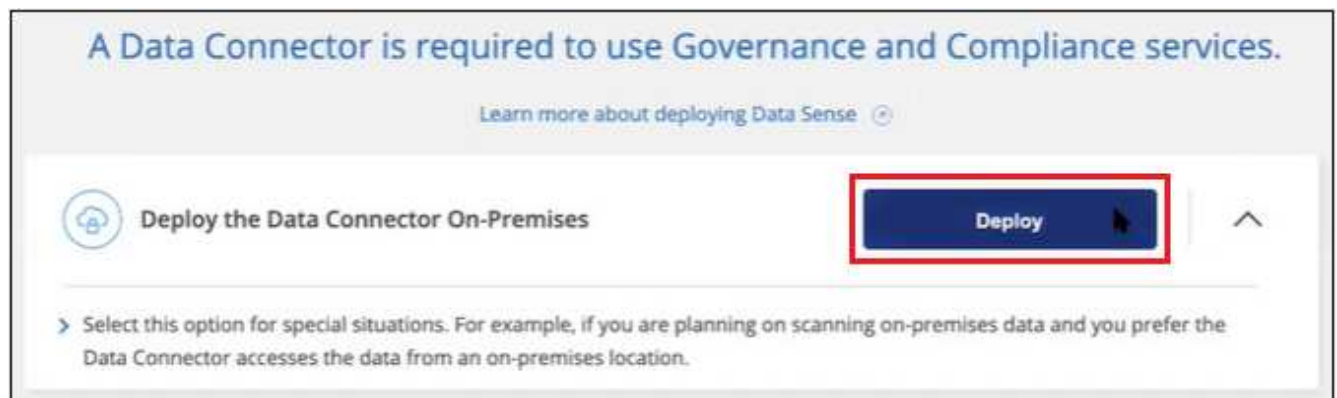 A Data Connector is required to use Governance and Compliance services.
Learn more about deploying Data Sense
Deploy the Data Connector On-Premises
Deploy
Select this option for special situations. For example, if you are planning on scanning on-premises data and you prefer the
Data Connector accesses the data from an on-premises location.